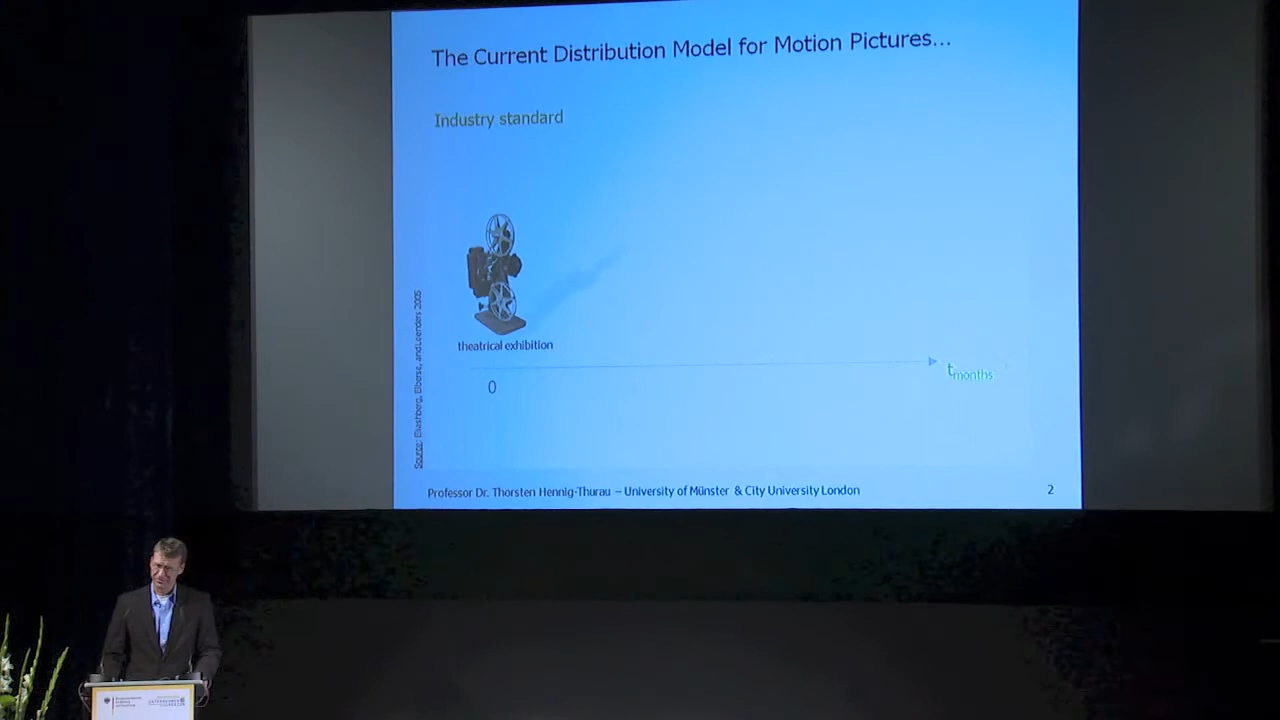 The Current Distribution Model for Motion Pictures...
Industry standard
theatrical exhibition
0
t months
Source: Eliashberg, Elberse, and Leenders 2005
Professor Dr. Thorsten Hennig-Thurau – University of Münster & City University London
2